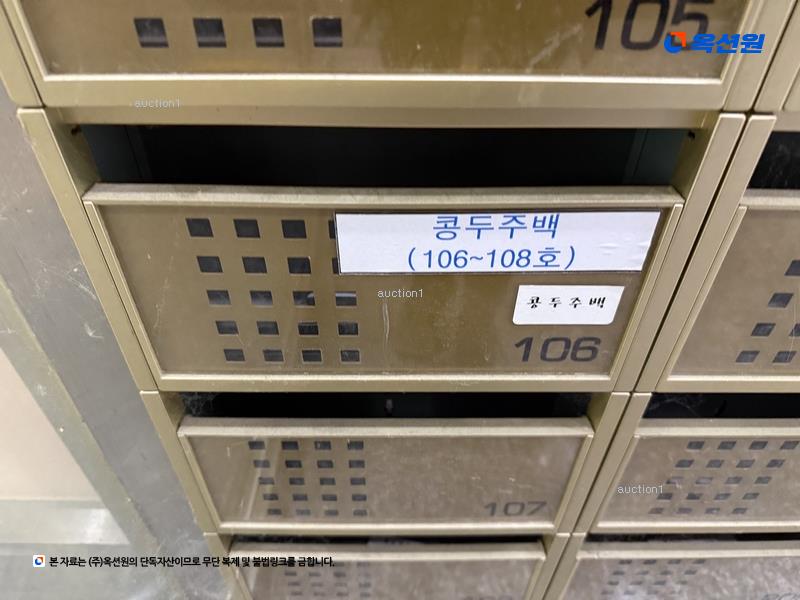 105
옥션원
auction1
콩두주백
(106~108호)
auction1
콩두주백
106
auction1
107
본 자료는 (주)옥션원의 단독자산이므로 무단 복제 및 불법링크를 금합니다.